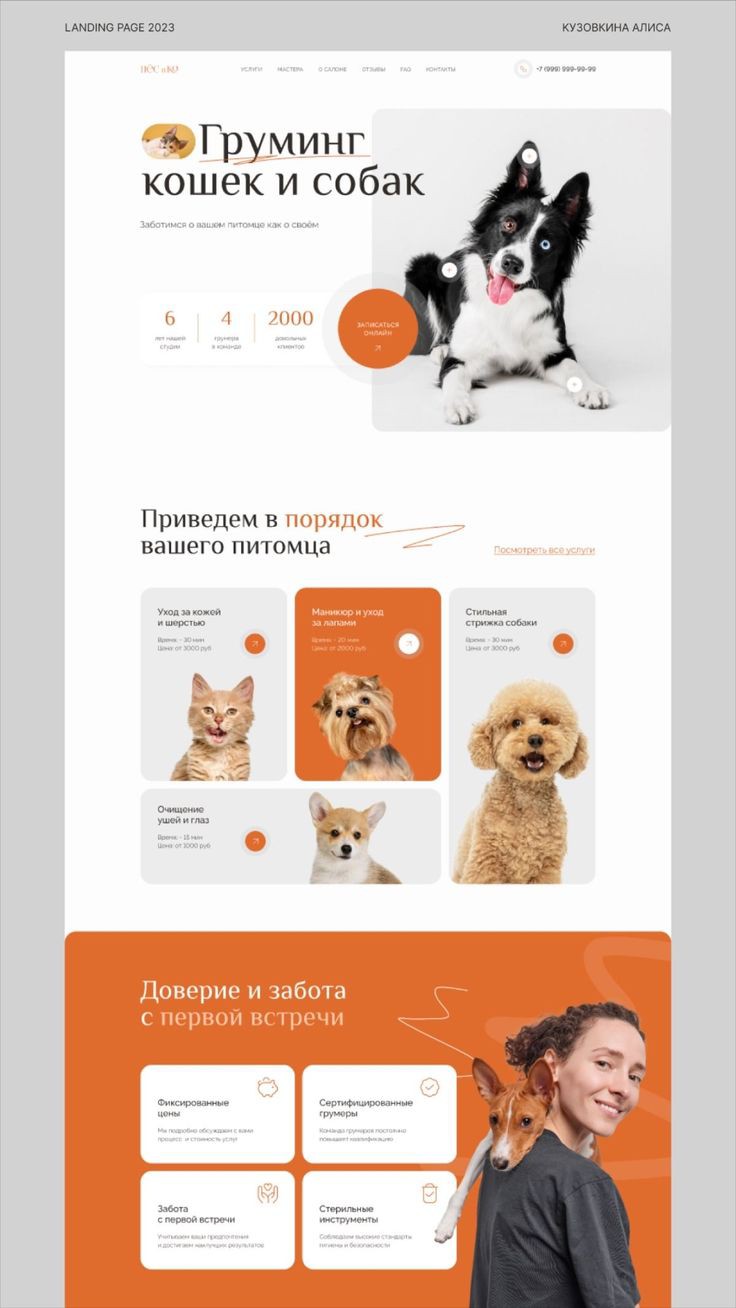 LANDING PAGE 2023
КУЗОВКИНА АЛИСА
ПЁС и КО
УСЛУГИ
МАСТЕРА
О САЛОНЕ
ОТЗЫВЫ
FAQ
КОНТАКТЫ
+7 (999) 999-99-99
Груминг
кошек и собак
Заботимся о вашем питомце как о своём
6
лет нашей
студии
4
грумера
в команде
2000
довольных
клиентов
ЗАПИСАТЬСЯ
ОНЛАЙН
Приведем в порядок
вашего питомца
Посмотреть все услуги
Уход за кожей
и шерстью
Время: ~ 30 мин
Цена: от 3000 руб
Маникюр и уход
за лапами
Время: ~ 20 мин
Цена: от 2000 руб
Стильная
стрижка собаки
Время: ~ 30 мин
Цена: от 3000 руб
Очищение
ушей и глаз
Время: ~ 15 мин
Цена: от 1000 руб
Доверие и забота
с первой встречи
Фиксированные
цены
Мы подробно обсуждаем с вами
процесс и стоимость услуг
Сертифицированные
грумеры
Команда грумеров постоянно
повышает квалификацию
Забота
с первой встречи
Учитываем ваши предпочтения
и достигаем наилучших результатов
Стерильные
инструменты
Соблюдаем высокие стандарты
гигиены и безопасности